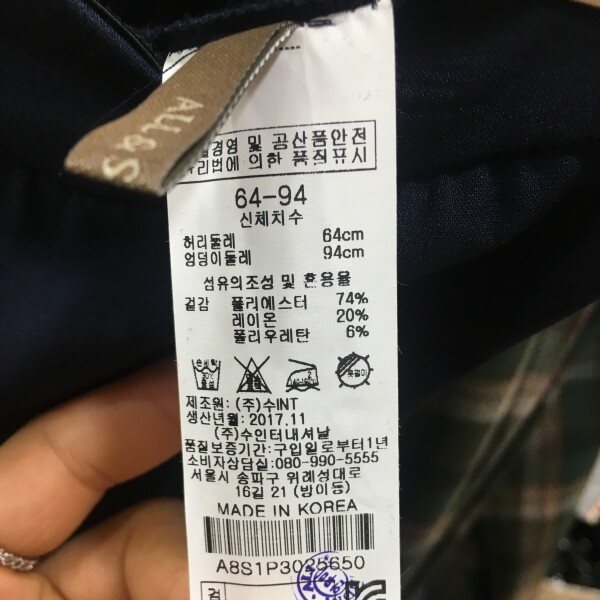 ALL & S
경영 및 공산품안전
리법에 의한 품질표시
64-94
신체치수
허리둘레 64cm
엉덩이둘레 94cm
섬유의조성 및 혼용율
겉감 폴리에스터 74%
레이온 20%
폴리우레탄 6%
제조원: (주)수INT
생산년월: 2017.11
(주)수인터내셔날
품질보증기간: 구입일로부터1년
소비자상담실: 080-990-5555
서울시 송파구 위례성대로
16길 21 (방이동)
MADE IN KOREA
A8S1P3025650
검